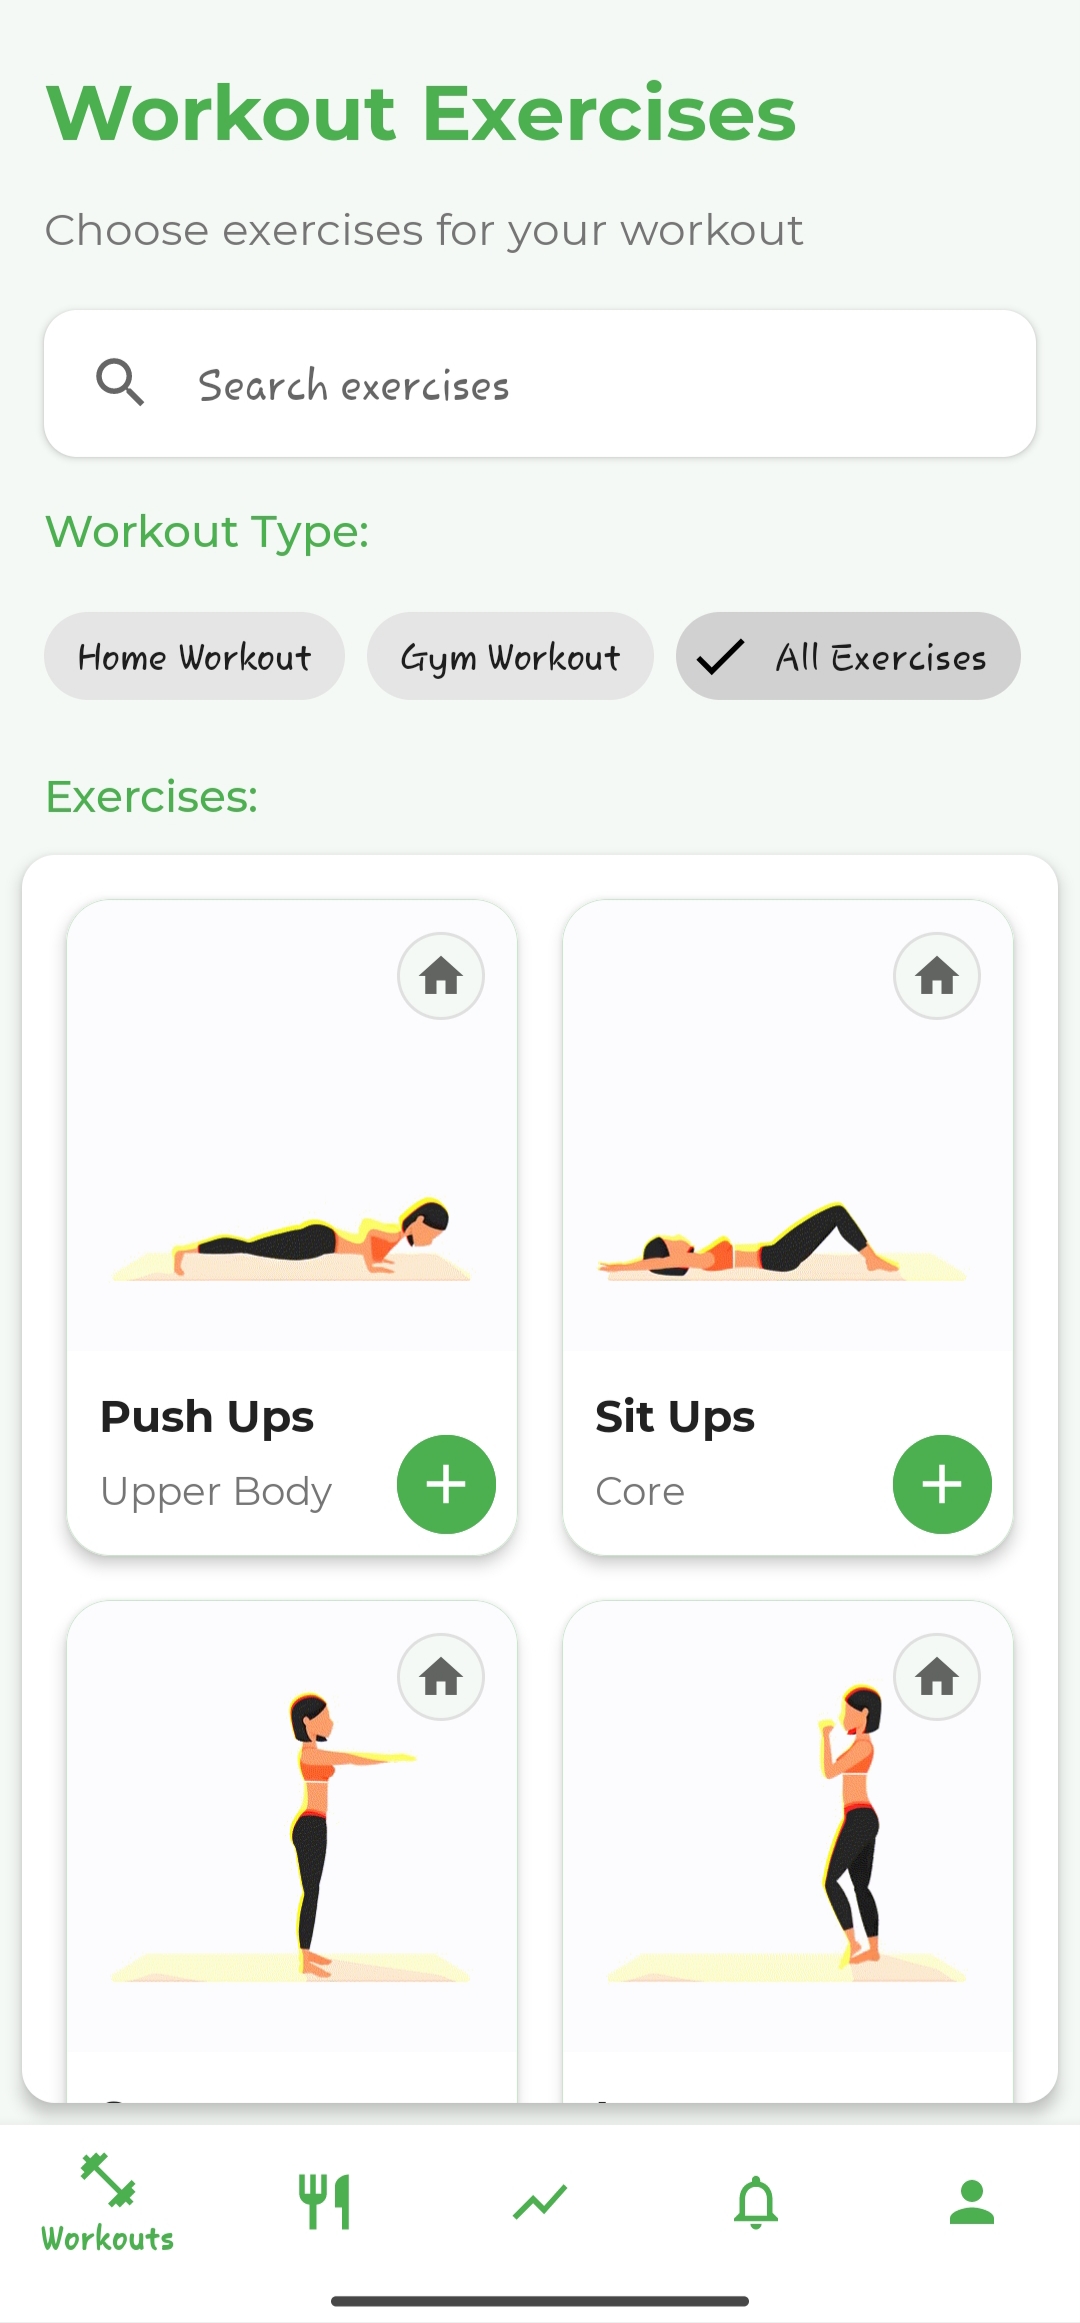 Workout Exercises
Choose exercises for your workout
Search exercises
Workout Type:
Home Workout
Gym Workout
All Exercises
Exercises:
Push Ups
Upper Body
Sit Ups
Core
Workouts